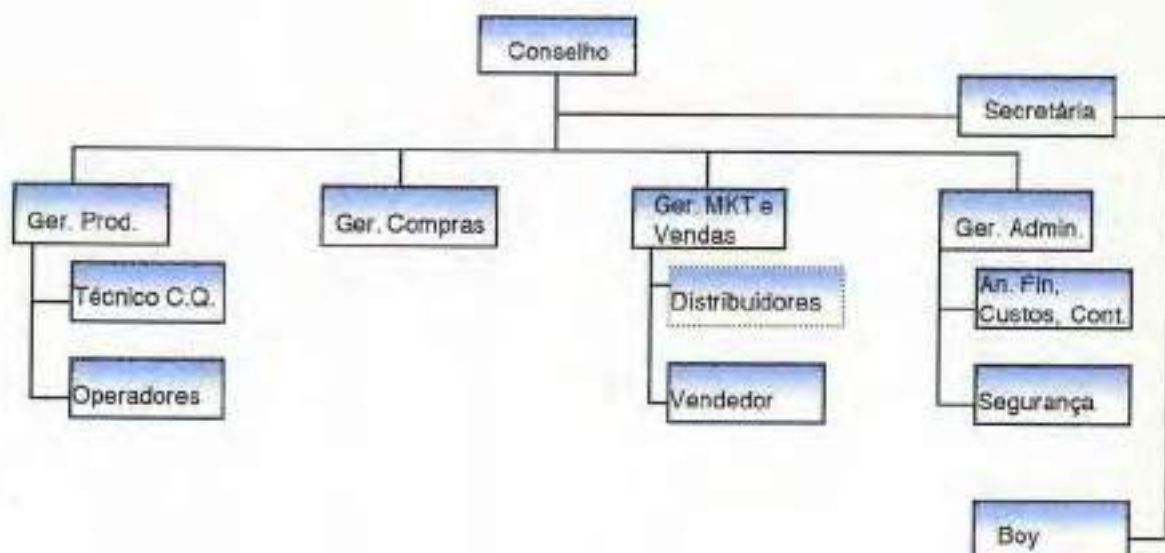 Conselho
Secretária
Ger. Prod.
Ger. Compras
Ger. MKT e
Vendas
Ger. Admin.
Técnico C.Q.
Distribuidores
An. Fin,
Custos, Cont.
Operadores
Vendedor
Segurança
Boy